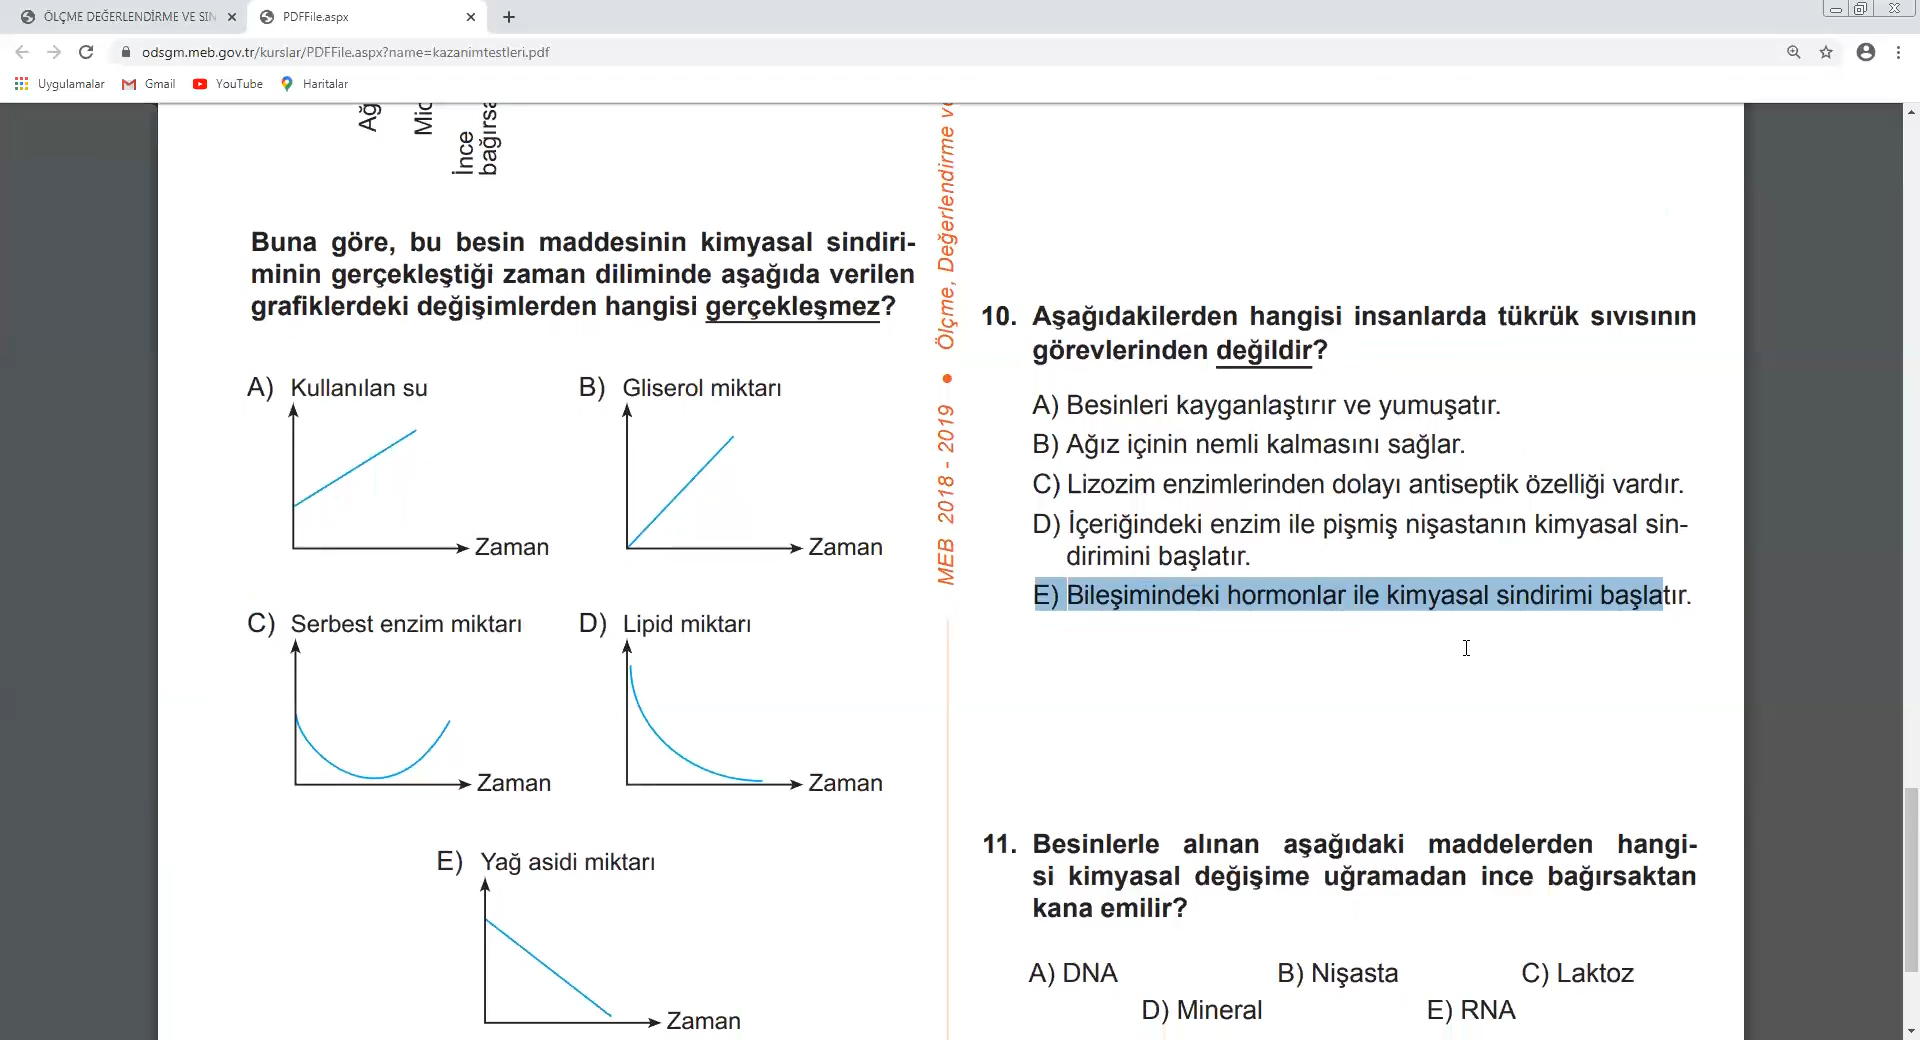 ÖLÇME DEĞERLENDİRME VE SIN
PDFFile.aspx
odsgm.meb.gov.tr/kurslar/PDFFile.aspx?name=kazanimtestleri.pdf
Uygulamalar
Gmail
YouTube
Haritalar
Ağ
Mic
İnce
bağırsa
Buna göre, bu besin maddesinin kimyasal sindiri-
minin gerçekleştiği zaman diliminde aşağıda verilen
grafiklerdeki değişimlerden hangisi gerçekleşmez?
A) Kullanılan su
Zaman
B) Gliserol miktarı
Zaman
C) Serbest enzim miktarı
Zaman
D) Lipid miktarı
Zaman
E) Yağ asidi miktarı
Zaman
MEB 2018 - 2019 ● Ölçme, Değerlendirme ve
10. Aşağıdakilerden hangisi insanlarda tükrük sıvısının
görevlerinden değildir?
A) Besinleri kayganlaştırır ve yumuşatır.
B) Ağız içinin nemli kalmasını sağlar.
C) Lizozim enzimlerinden dolayı antiseptik özelliği vardır.
D) İçeriğindeki enzim ile pişmiş nişastanın kimyasal sin-
dirimini başlatır.
E) Bileşimindeki hormonlar ile kimyasal sindirimi başlatır.
11. Besinlerle alınan aşağıdaki maddelerden hangi-
si kimyasal değişime uğramadan ince bağırsaktan
kana emilir?
A) DNA B) Nişasta C) Laktoz
D) Mineral E) RNA